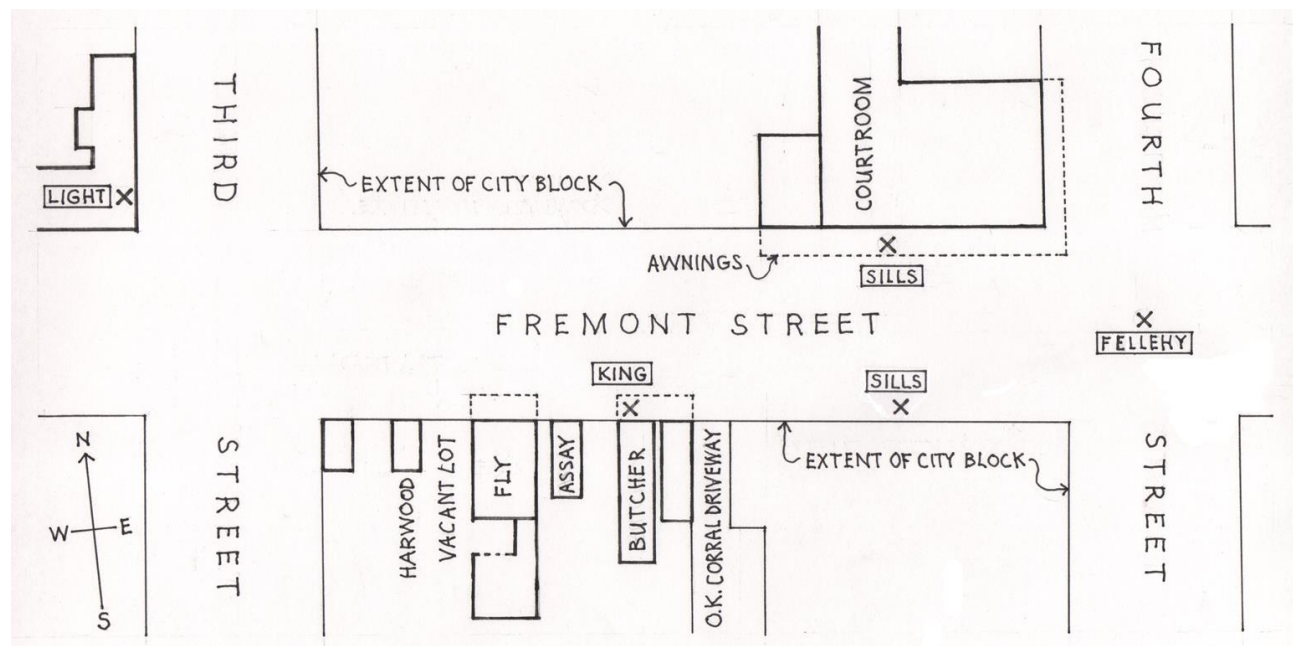 THIRD
FOURTH
COURTROOM
LIGHT
EXTENT OF CITY BLOCK
AWNINGS
SILLS
FREMONT STREET
FELLEHY
KING
SILLS
N
W E
S
STREET
HARWOOD
VACANT LOT
FLY
ASSAY
BUTCHER
O.K. CORRAL DRIVEWAY
EXTENT OF CITY BLOCK
STREET